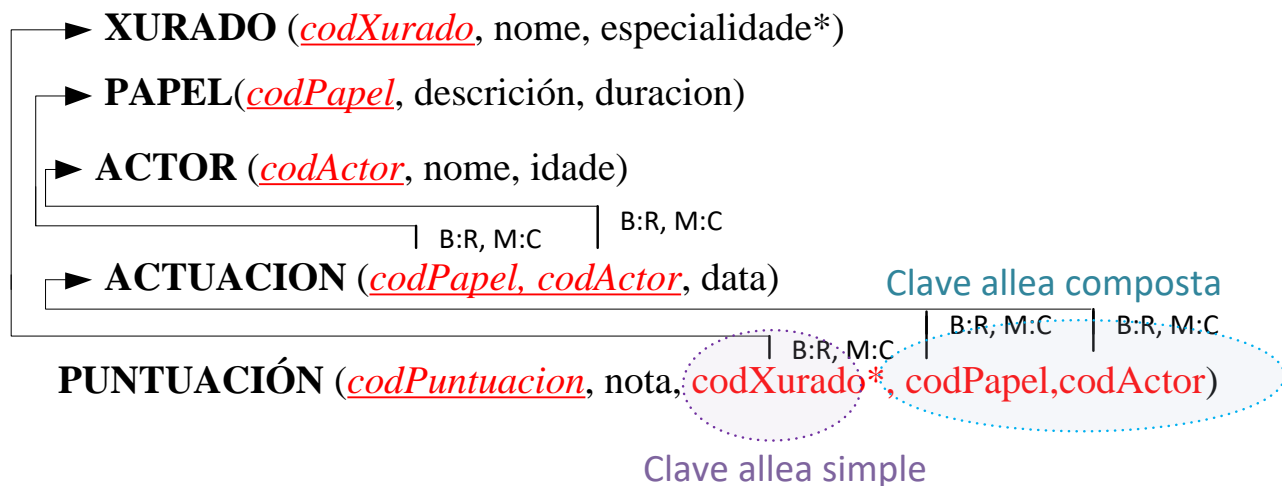 XURADO (codXurado, nome, especialidade*)
PAPEL(codPapel, descrición, duracion)
ACTOR (codActor, nome, idade)
B:R, M:C B:R, M:C
ACTUACION (codPapel, codActor, data)
Clave allea composta
B:R, M:C B:R, M:C B:R, M:C
PUNTUACIÓN (codPuntuacion, nota, codXurado*, codPapel,codActor)
Clave allea simple